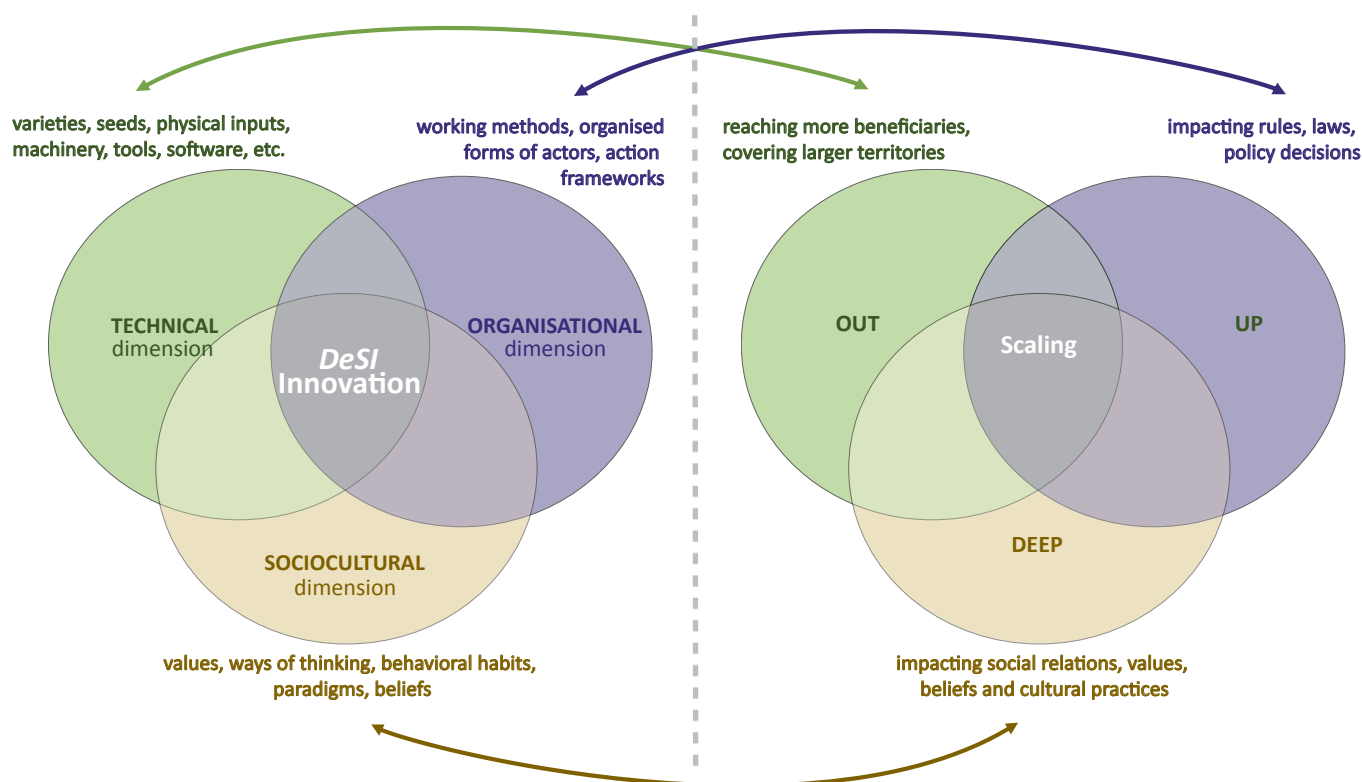 varieties, seeds, physical inputs,
machinery, tools, software, etc.
working methods, organised
forms of actors, action
frameworks
TECHNICAL
dimension
ORGANISATIONAL
dimension
DeSI
Innovation
SOCIOCULTURAL
dimension
values, ways of thinking, behavioral habits,
paradigms, beliefs
reaching more beneficiaries,
covering larger territories
impacting rules, laws,
policy decisions
OUT
UP
Scaling
DEEP
impacting social relations, values,
beliefs and cultural practices